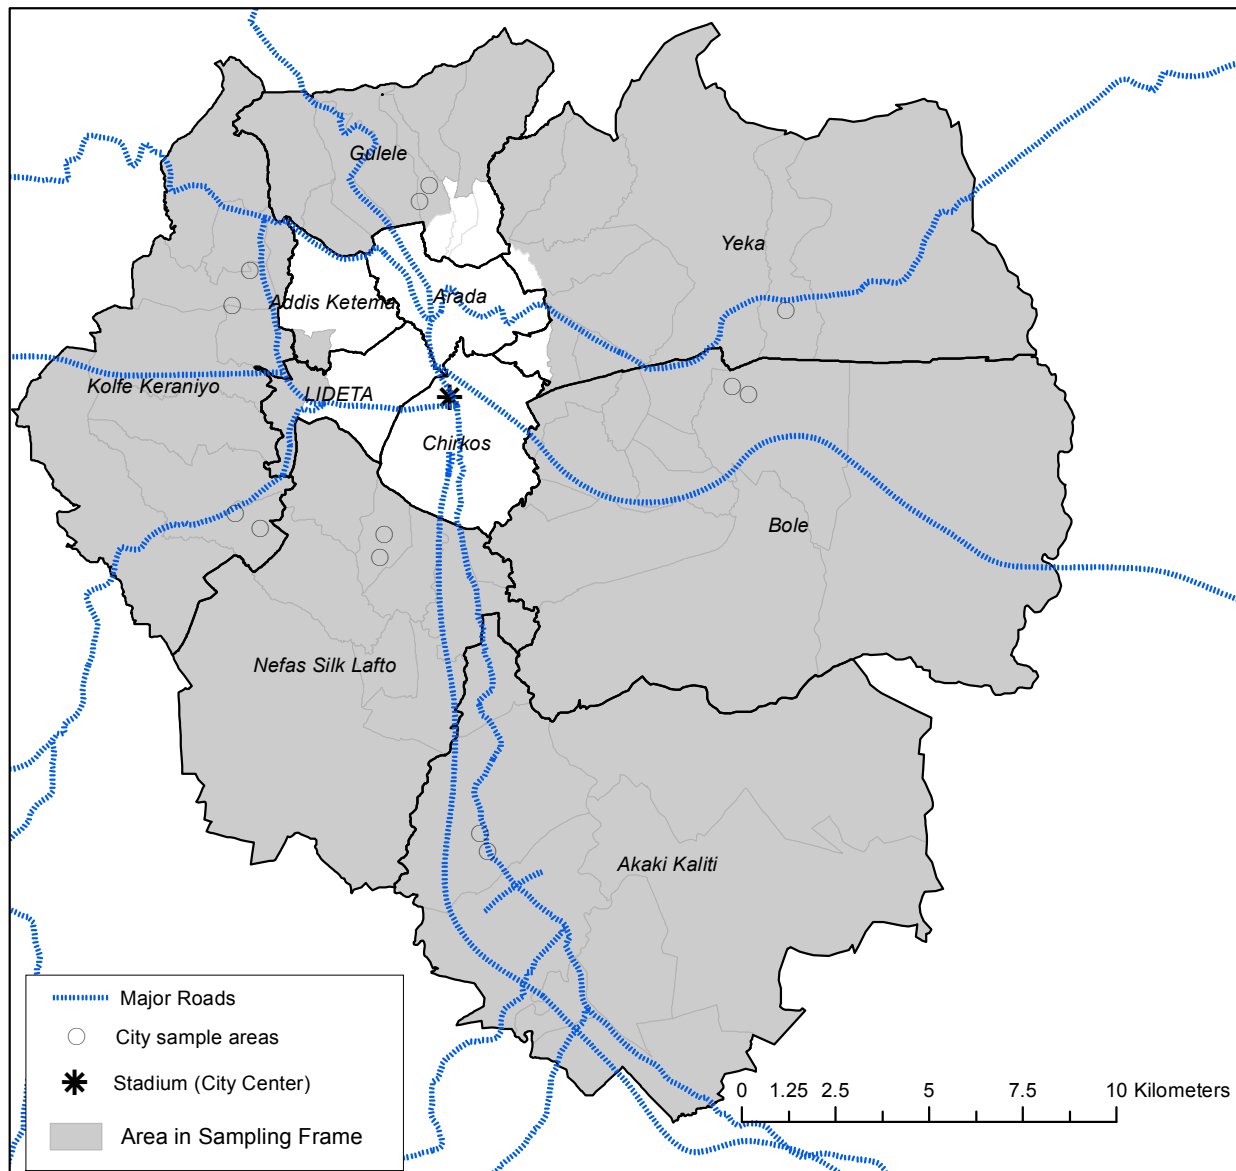 Gulele
Yeka
Addis Ketema
Arada
Kolfe Keraniyo
LIDETA
Chirkos
Bole
Nefas Silk Lafto
Akaki Kaliti
Major Roads
City sample areas
Stadium (City Center)
Area in Sampling Frame
0 1.25 2.5 5 7.5 10 Kilometers